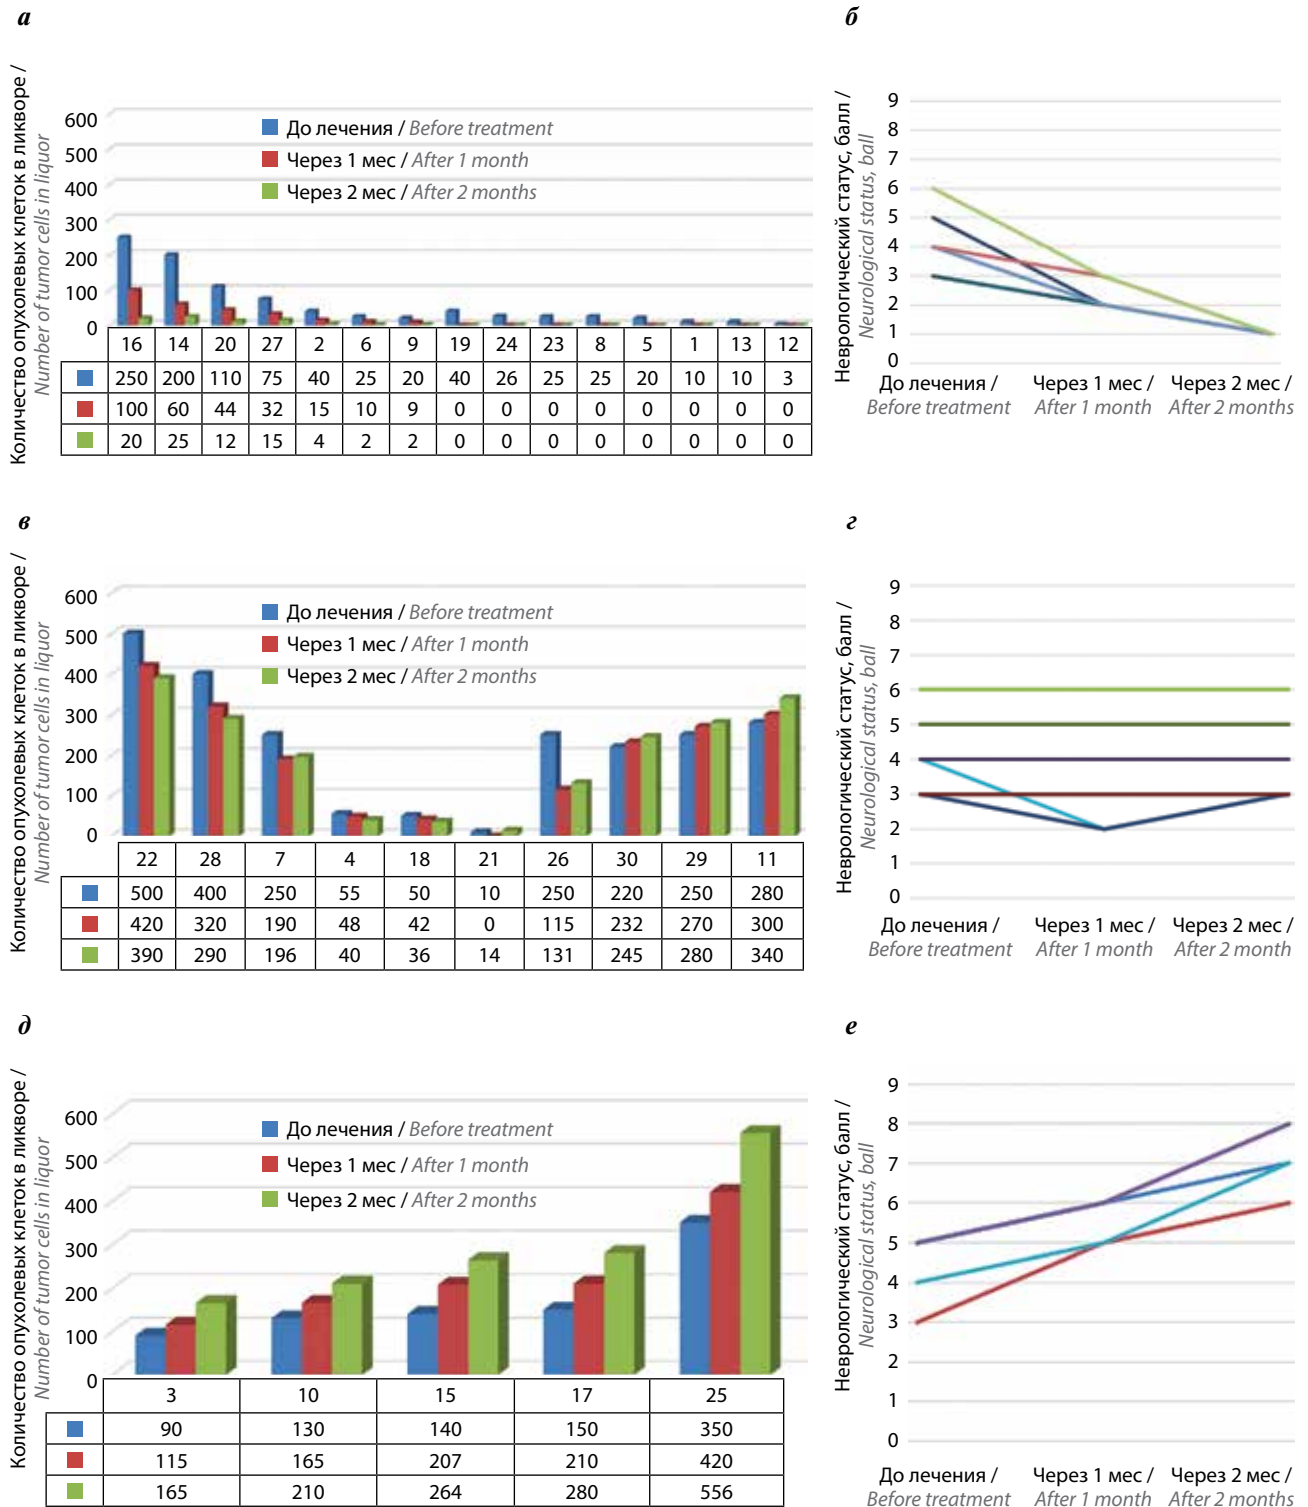 а
Количество опухолевых клеток в ликворе /
Number of tumor cells in liquor
600
500
400
300
200
100
0
До лечения / Before treatment
Через 1 мес / After 1 month
Через 2 мес / After 2 months
16 14 20 27 2 6 9 19 24 23 8 5 1 13 12
250 200 110 75 40 25 20 40 26 25 25 20 10 10 3
100 60 44 32 15 10 9 0 0 0 0 0 0 0 0
20 25 12 15 4 2 2 0 0 0 0 0 0 0 0
б
Неврологический статус, балл /
Neurological status, ball
9
8
7
6
5
4
3
2
1
0
До лечения / Через 1 мес / Через 2 мес /
Before treatment After 1 month After 2 months
в
Количество опухолевых клеток в ликворе /
Number of tumor cells in liquor
600
500
400
300
200
100
0
До лечения / Before treatment
Через 1 мес / After 1 month
Через 2 мес / After 2 months
22 28 7 4 18 21 26 30 29 11
500 400 250 55 50 10 250 220 250 280
420 320 190 48 42 0 115 232 270 300
390 290 196 40 36 14 131 245 280 340
г
Неврологический статус, балл /
Neurological status, ball
9
8
7
6
5
4
3
2
1
0
До лечения / Через 1 мес / Через 2 мес /
Before treatment After 1 month After 2 month
д
Количество опухолевых клеток в ликворе /
Number of tumor cells in liquor
600
500
400
300
200
100
0
До лечения / Before treatment
Через 1 мес / After 1 month
Через 2 мес / After 2 months
3 10 15 17 25
90 130 140 150 350
115 165 207 210 420
165 210 264 280 556
е
Неврологический статус, балл /
Neurological status, ball
9
8
7
6
5
4
3
2
1
0
До лечения / Через 1 мес / Через 2 мес /
Before treatment After 1 month After 2 months